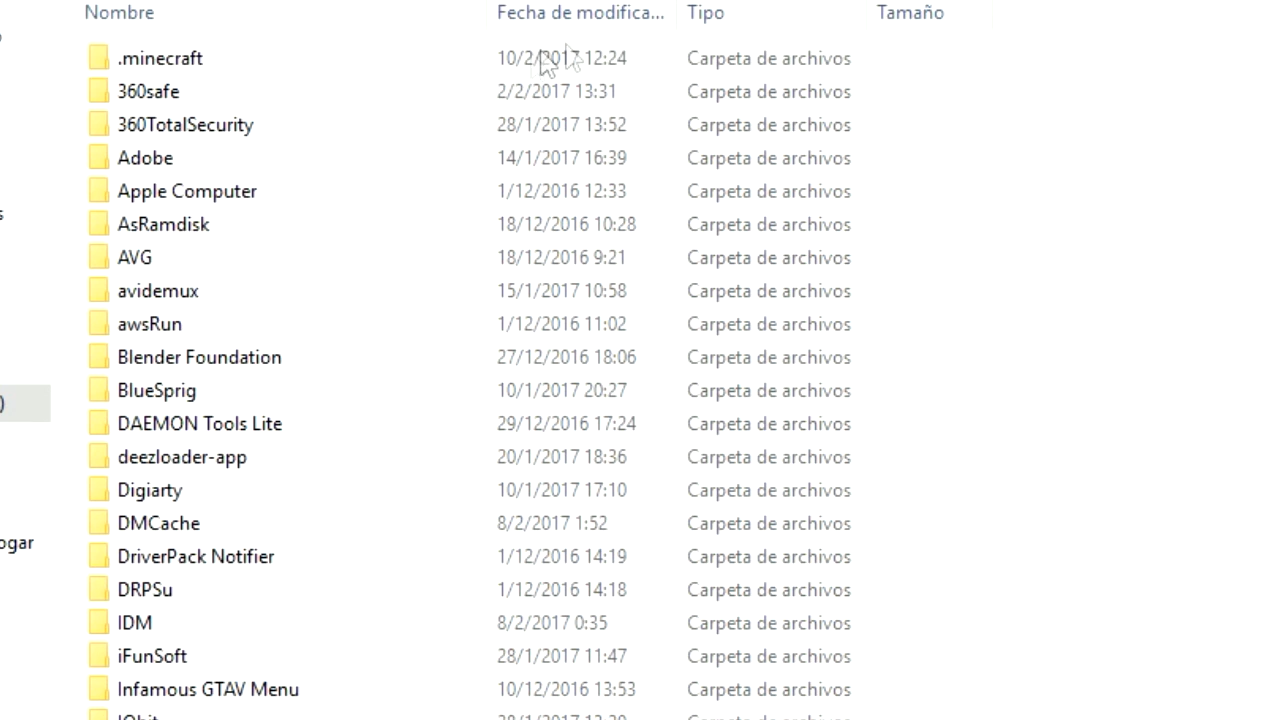 Nombre Fecha de modifica... Tipo Tamaño
.minecraft 10/2/2017 12:24 Carpeta de archivos
360safe 2/2/2017 13:31 Carpeta de archivos
360TotalSecurity 28/1/2017 13:52 Carpeta de archivos
Adobe 14/1/2017 16:39 Carpeta de archivos
Apple Computer 1/12/2016 12:33 Carpeta de archivos
AsRamdisk 18/12/2016 10:28 Carpeta de archivos
AVG 18/12/2016 9:21 Carpeta de archivos
avidemux 15/1/2017 10:58 Carpeta de archivos
awsRun 1/12/2016 11:02 Carpeta de archivos
Blender Foundation 27/12/2016 18:06 Carpeta de archivos
BlueSprig 10/1/2017 20:27 Carpeta de archivos
DAEMON Tools Lite 29/12/2016 17:24 Carpeta de archivos
deezloader-app 20/1/2017 18:36 Carpeta de archivos
Digiarty 10/1/2017 17:10 Carpeta de archivos
DMCache 8/2/2017 1:52 Carpeta de archivos
ogar
DriverPack Notifier 1/12/2016 14:19 Carpeta de archivos
DRPSu 1/12/2016 14:18 Carpeta de archivos
IDM 8/2/2017 0:35 Carpeta de archivos
iFunSoft 28/1/2017 11:47 Carpeta de archivos
Infamous GTAV Menu 10/12/2016 13:53 Carpeta de archivos